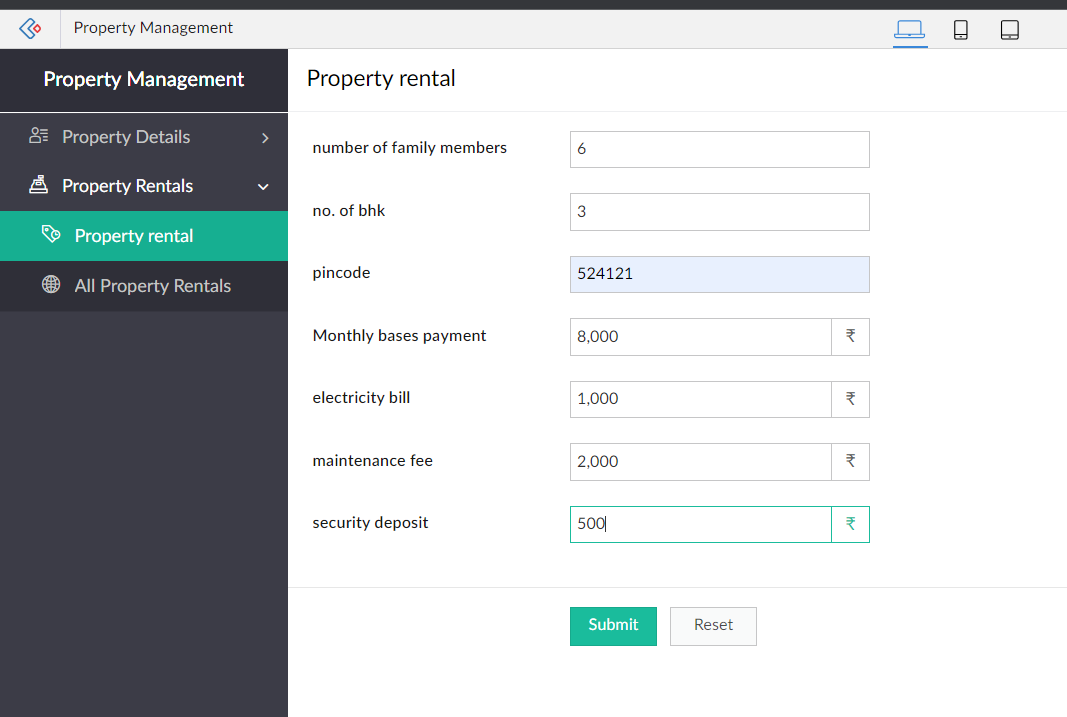 Property Management
Property Management
Property Details
Property Rentals
Property rental
All Property Rentals
Property rental
number of family members 6
no. of bhk 3
pincode 524121
Monthly bases payment 8,000 ₹
electricity bill 1,000 ₹
maintenance fee 2,000 ₹
security deposit 500 ₹
Submit Reset